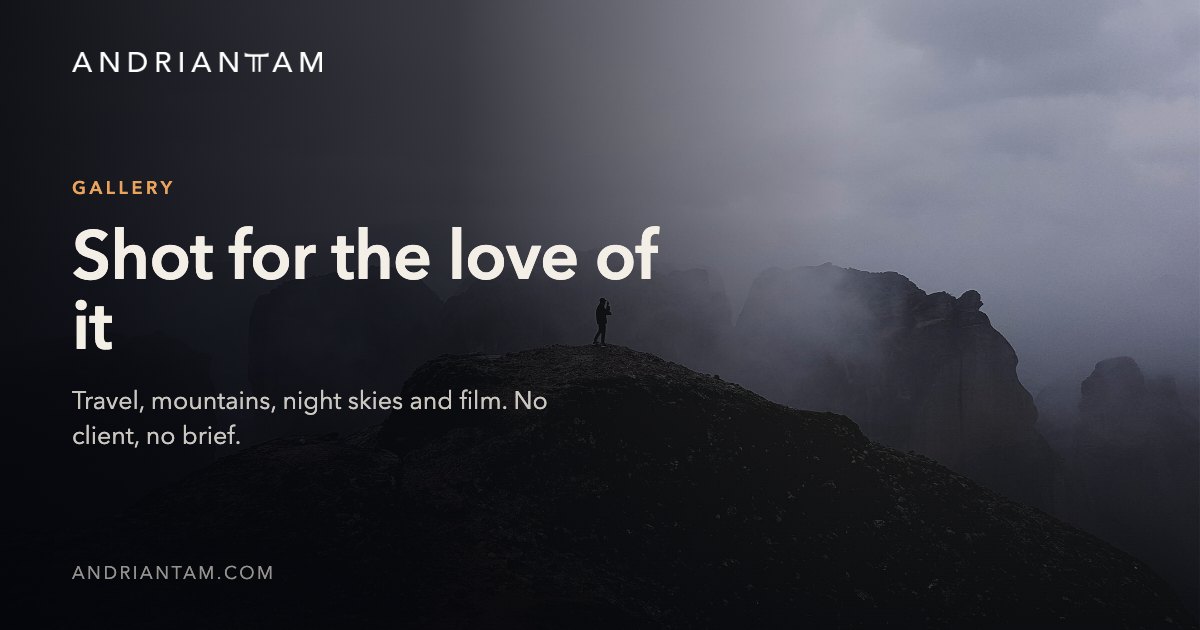 ANDRIANTAM
GALLERY
Shot for the love of
it
Travel, mountains, night skies and film. No
client, no brief.
ANDRIANTAM.COM